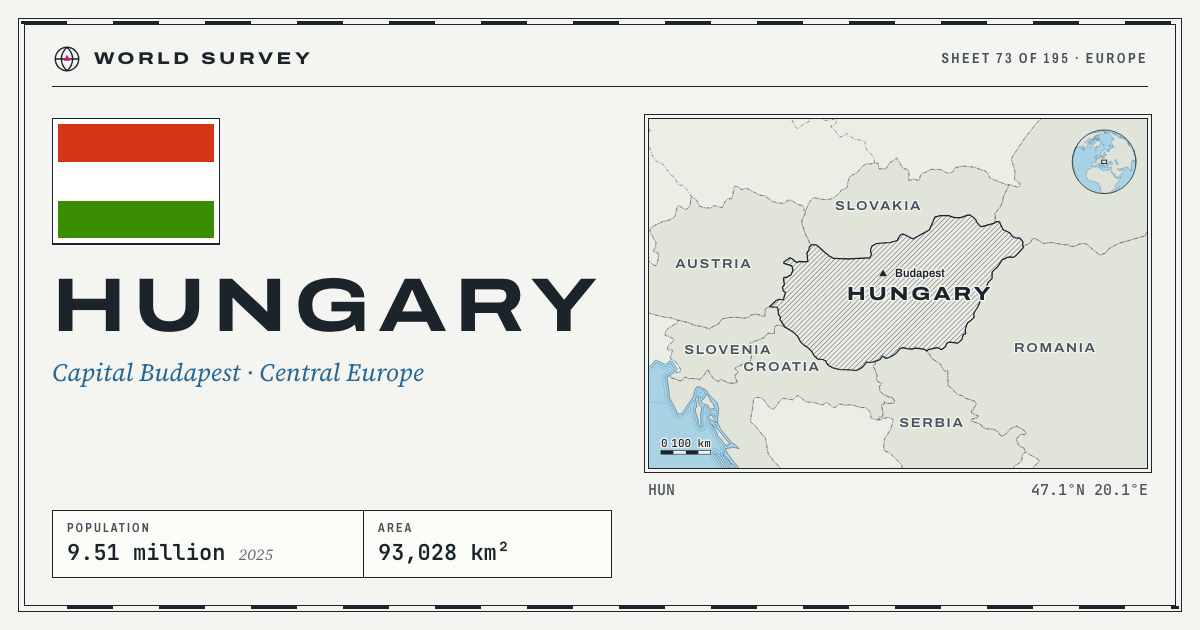 WORLD SURVEY
SHEET 73 OF 195 · EUROPE
HUNGARY
Capital Budapest · Central Europe
POPULATION
9.51 million 2025
AREA
93,028 km²
SLOVAKIA
AUSTRIA
Budapest
HUNGARY
SLOVENIA
CROATIA
ROMANIA
SERBIA
0 100 km
HUN
47.1°N 20.1°E